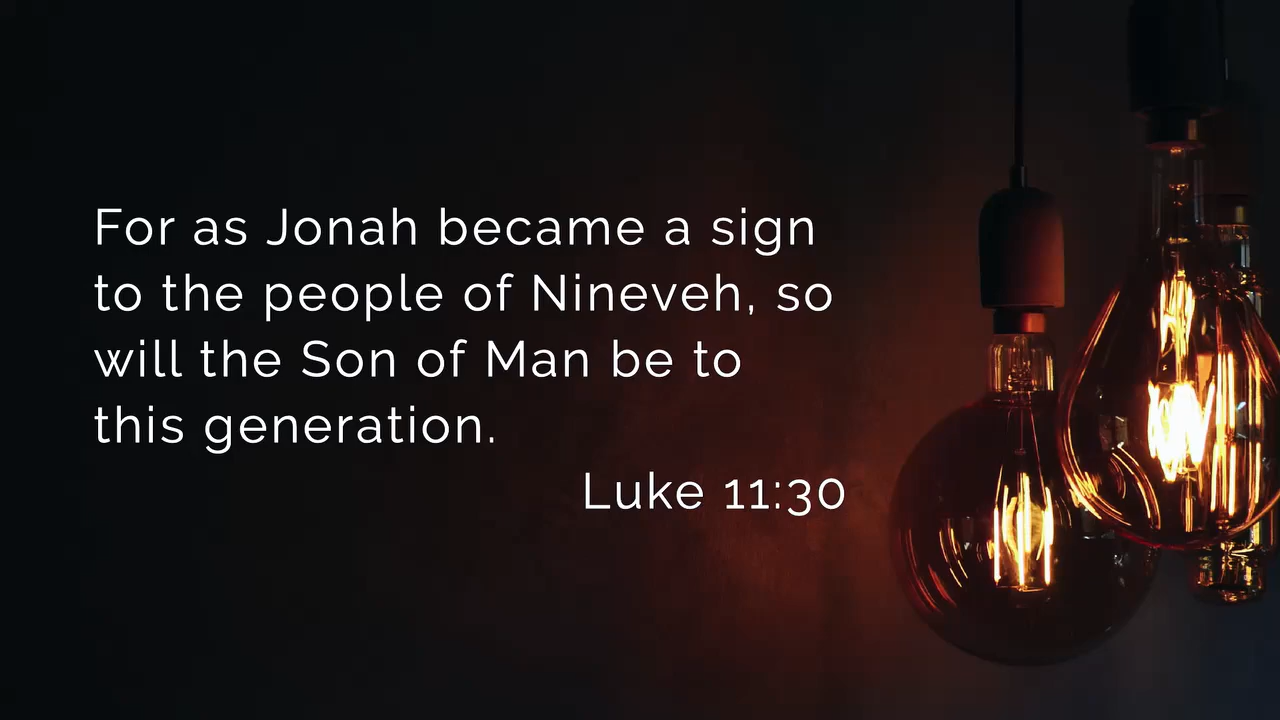 For as Jonah became a sign
to the people of Nineveh, so
will the Son of Man be to
this generation.
Luke 11:30